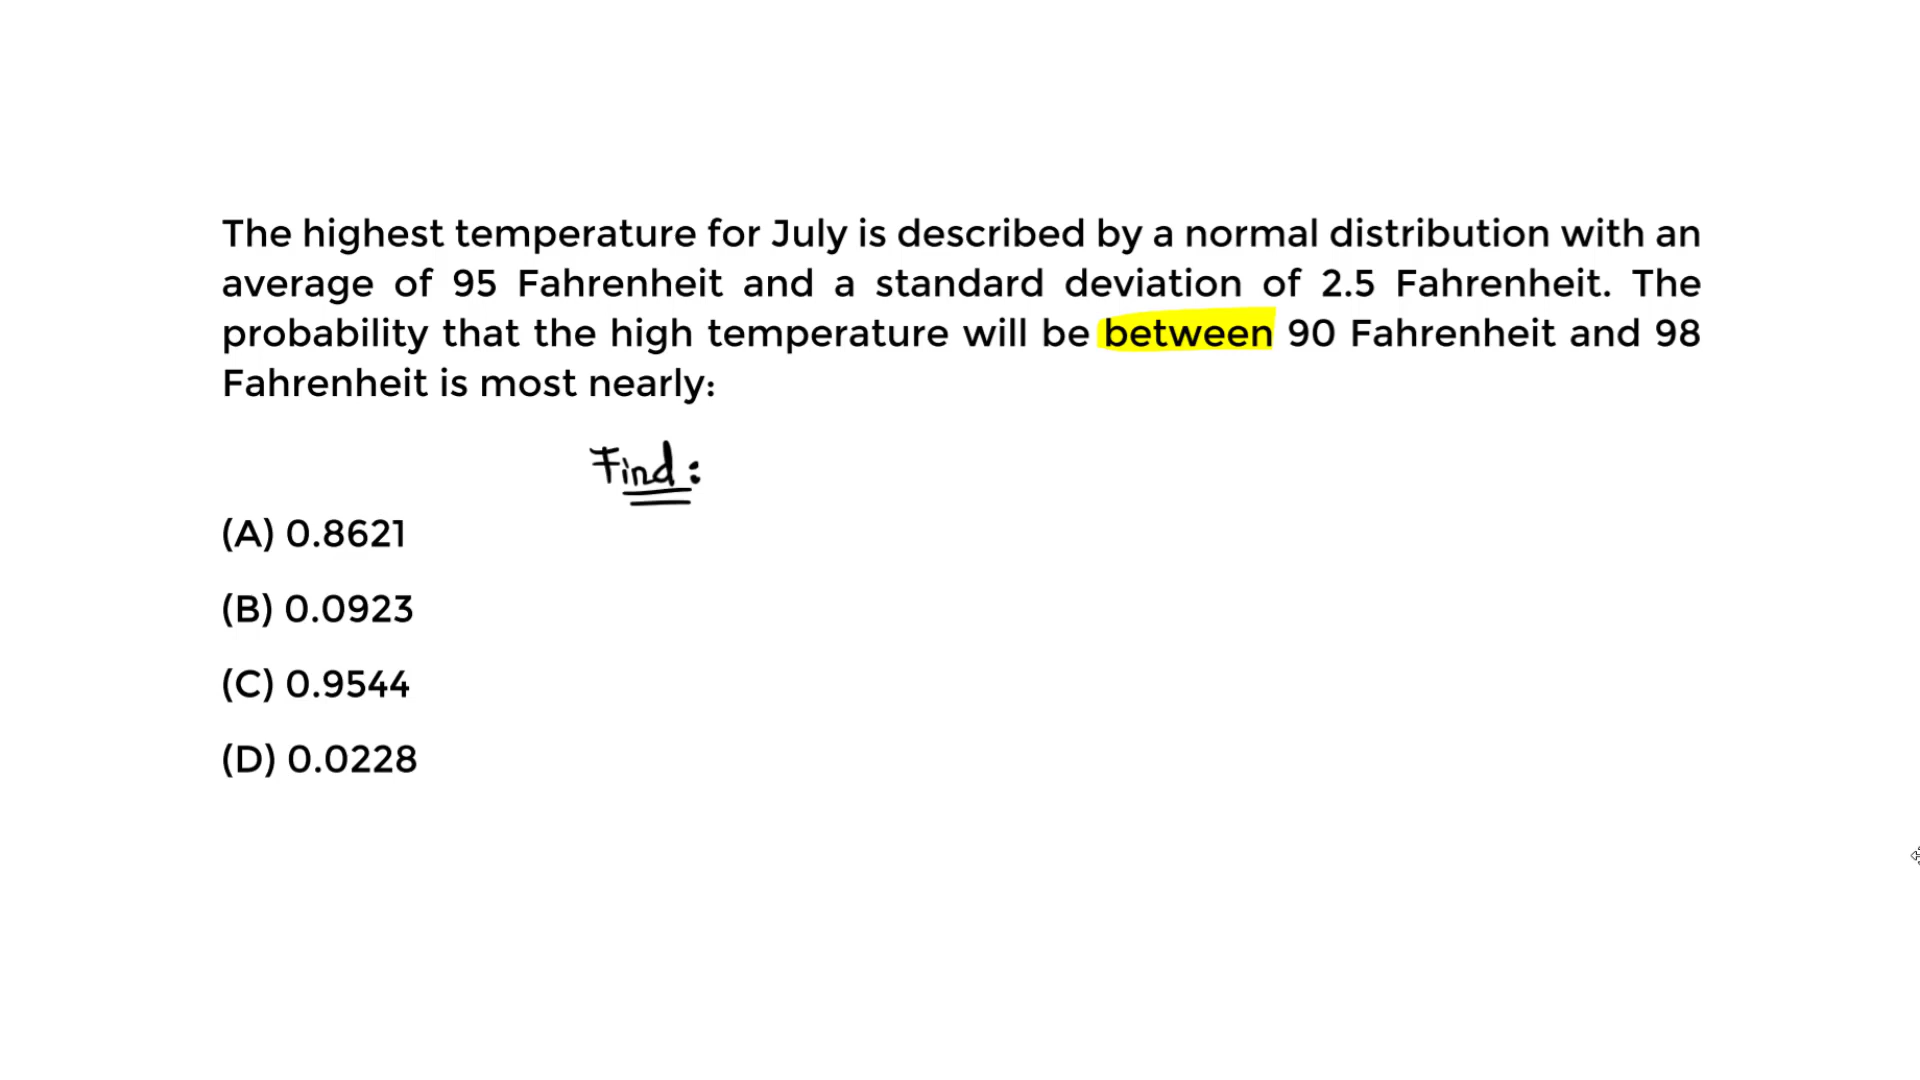 The highest temperature for July is described by a normal distribution with an
average of 95 Fahrenheit and a standard deviation of 2.5 Fahrenheit. The
probability that the high temperature will be between 90 Fahrenheit and 98
Fahrenheit is most nearly:
Find:
(A) 0.8621
(B) 0.0923
(C) 0.9544
(D) 0.0228